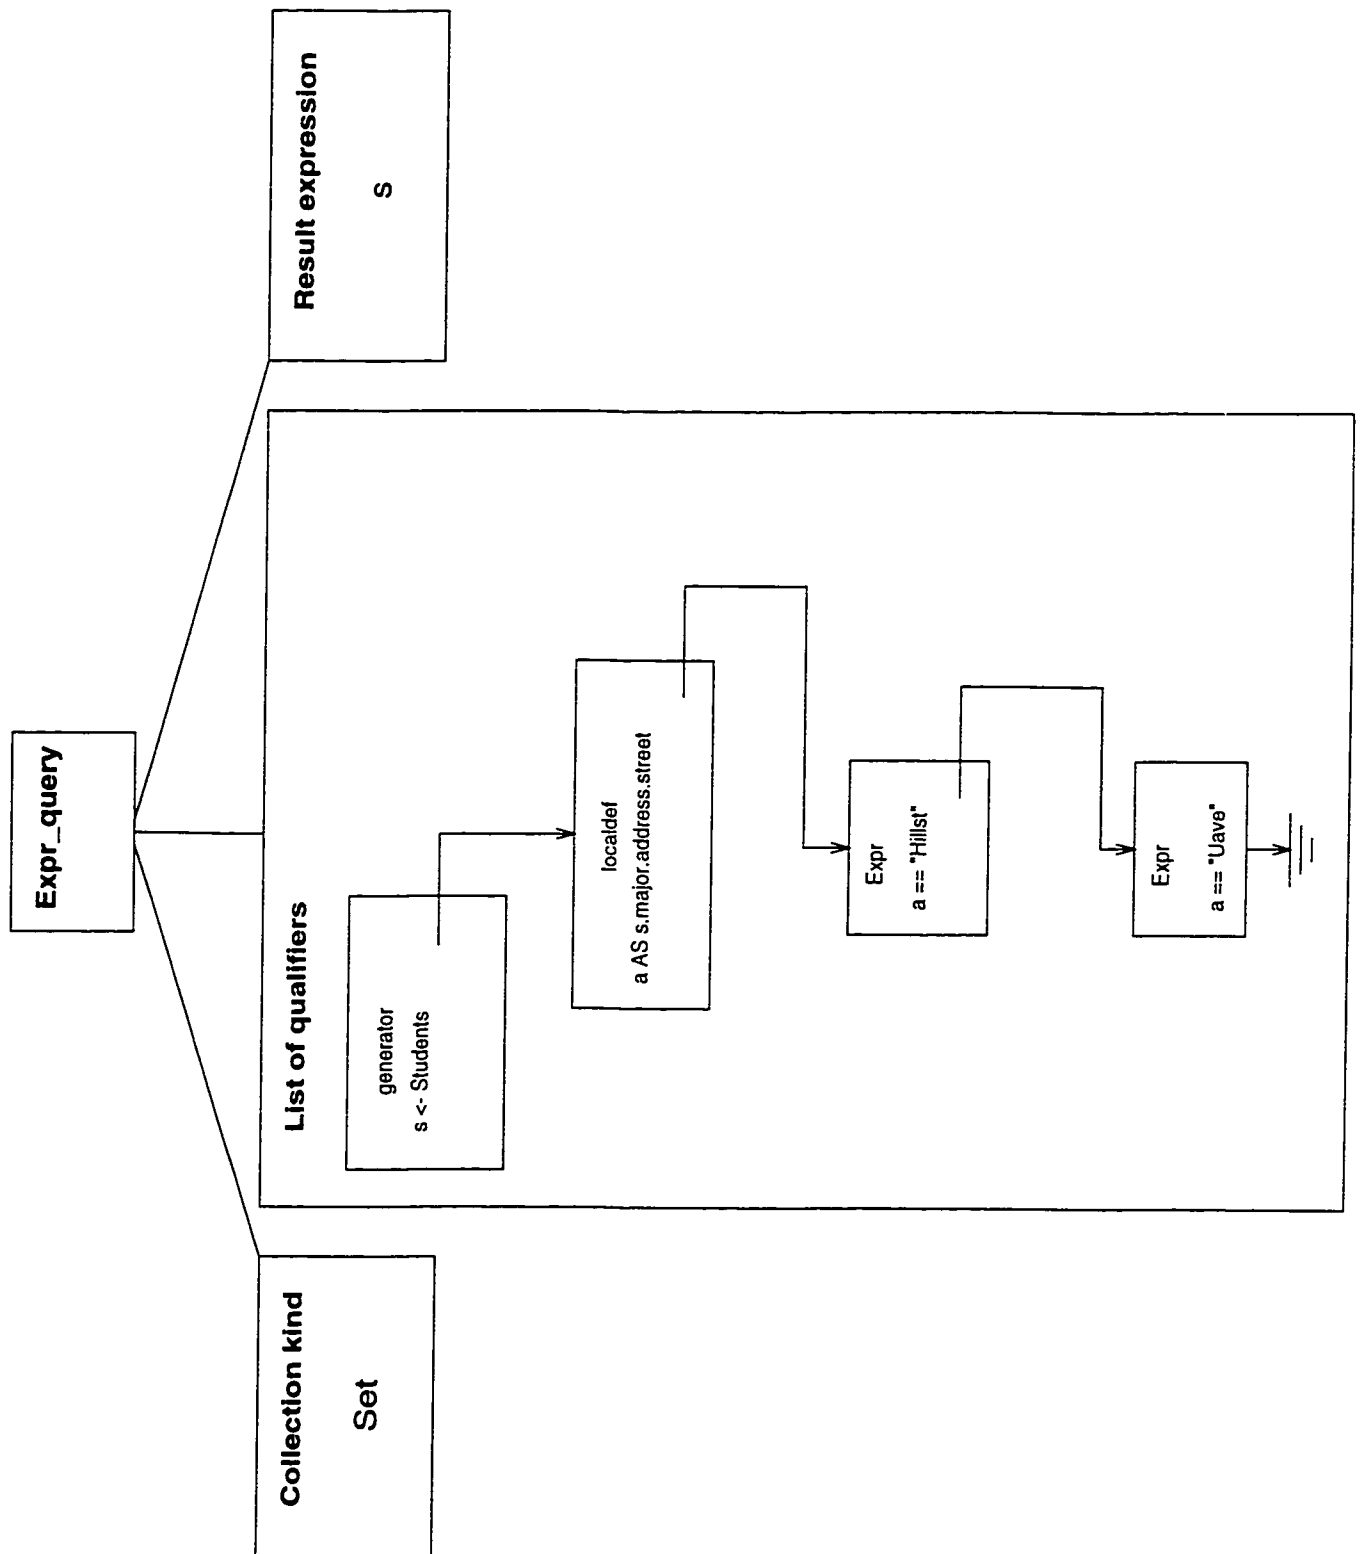 Expr_query
Collection kind
Set
List of qualifiers
generator
s <- Students
localdef
a AS s.major.address.street
Expr
a == "Hillst"
Expr
a == "Uave"
Result expression
s